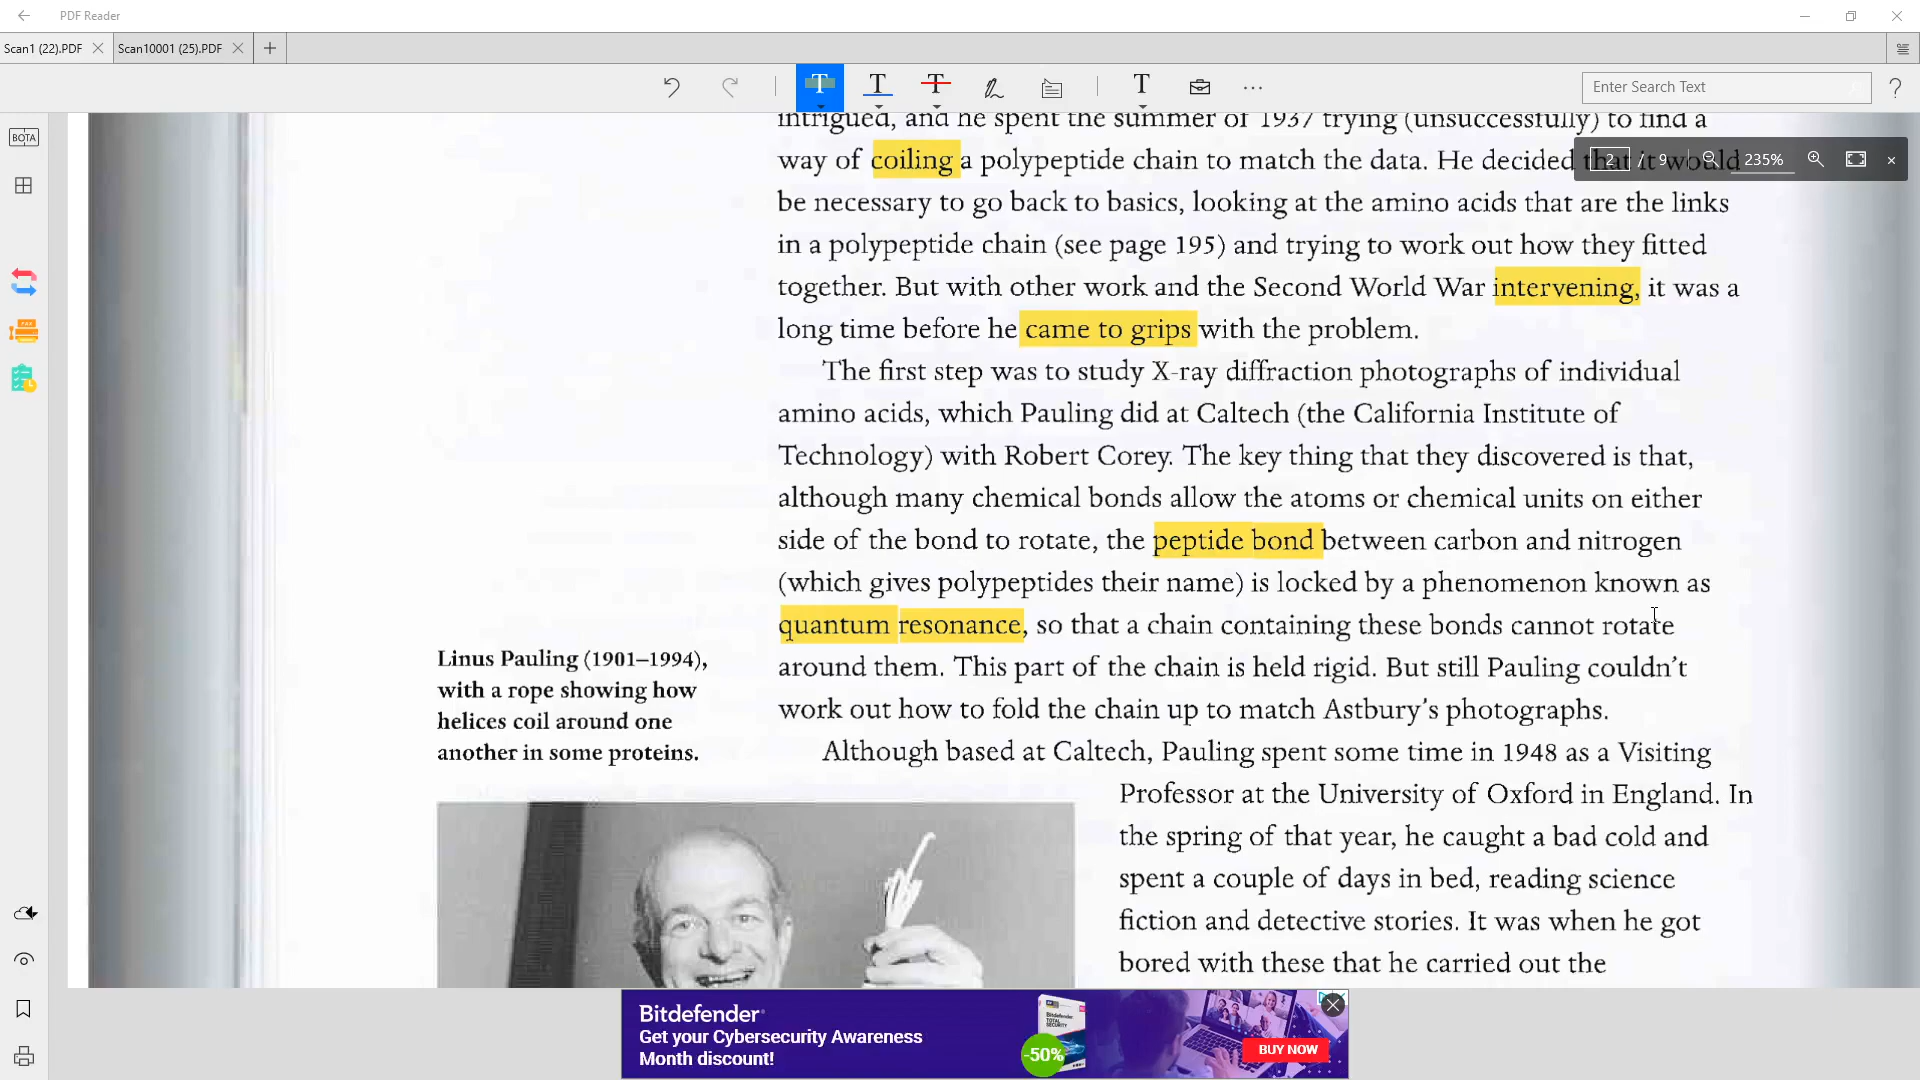 PDF Reader
Scan1 (22).PDF
Scan10001 (25).PDF
Enter Search Text
?
BOTA
2 / 9
235%
intrigued, and he spent the summer of 1937 trying (unsuccessfully) to find a
way of coiling a polypeptide chain to match the data. He decided that it would
be necessary to go back to basics, looking at the amino acids that are the links
in a polypeptide chain (see page 195) and trying to work out how they fitted
together. But with other work and the Second World War intervening, it was a
long time before he came to grips with the problem.
The first step was to study X-ray diffraction photographs of individual
amino acids, which Pauling did at Caltech (the California Institute of
Technology) with Robert Corey. The key thing that they discovered is that,
although many chemical bonds allow the atoms or chemical units on either
side of the bond to rotate, the peptide bond between carbon and nitrogen
(which gives polypeptides their name) is locked by a phenomenon known as
quantum resonance, so that a chain containing these bonds cannot rotate
around them. This part of the chain is held rigid. But still Pauling couldn't
work out how to fold the chain up to match Astbury's photographs.
Although based at Caltech, Pauling spent some time in 1948 as a Visiting
Professor at the University of Oxford in England. In
the spring of that year, he caught a bad cold and
spent a couple of days in bed, reading science
fiction and detective stories. It was when he got
bored with these that he carried out the
Linus Pauling (1901–1994),
with a rope showing how
helices coil around one
another in some proteins.
Bitdefender
Get your Cybersecurity Awareness
Month discount!
Bitdefender
TOTAL
SECURITY
-50%
BUY NOW